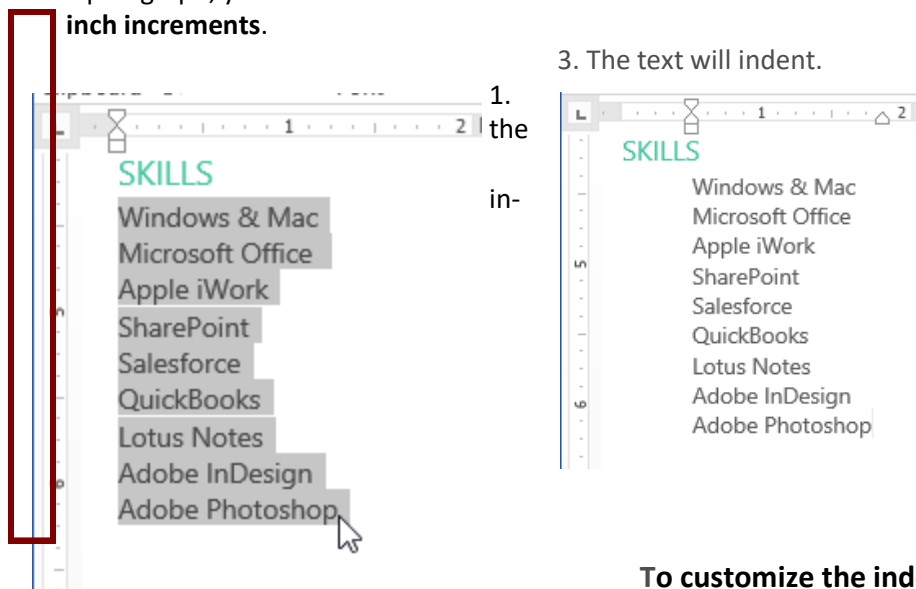 inch increments.
3. The text will indent.
1.
the
in-
1 2
SKILLS
Windows & Mac
Microsoft Office
Apple iWork
SharePoint
Salesforce
QuickBooks
Lotus Notes
Adobe InDesign
Adobe Photoshop
1 2
SKILLS
Windows & Mac
Microsoft Office
Apple iWork
SharePoint
Salesforce
QuickBooks
Lotus Notes
Adobe InDesign
Adobe Photoshop
5
6
To customize the ind